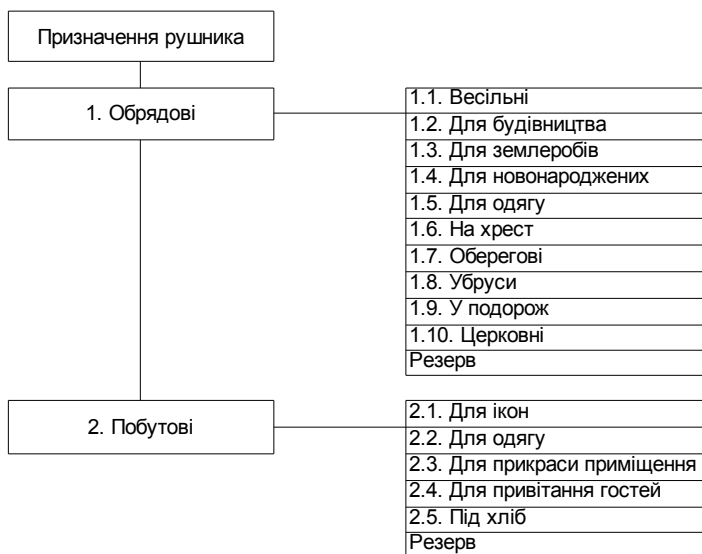 Призначення рушника
1. Обрядові
1.1. Весільні
1.2. Для будівництва
1.3. Для землеробів
1.4. Для новонароджених
1.5. Для одягу
1.6. На хрест
1.7. Оберегові
1.8. Убруси
1.9. У подорож
1.10. Церковні
Резерв
2. Побутові
2.1. Для ікон
2.2. Для одягу
2.3. Для прикраси приміщення
2.4. Для привітання гостей
2.5. Під хліб
Резерв